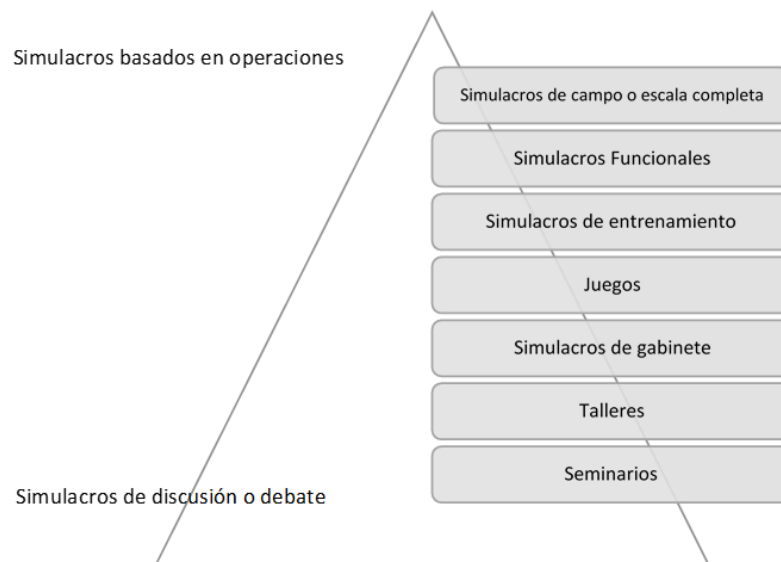 Simulacros basados en operaciones
Simulacros de campo o escala completa
Simulacros Funcionales
Simulacros de entrenamiento
Juegos
Simulacros de gabinete
Talleres
Seminarios
Simulacros de discusión o debate